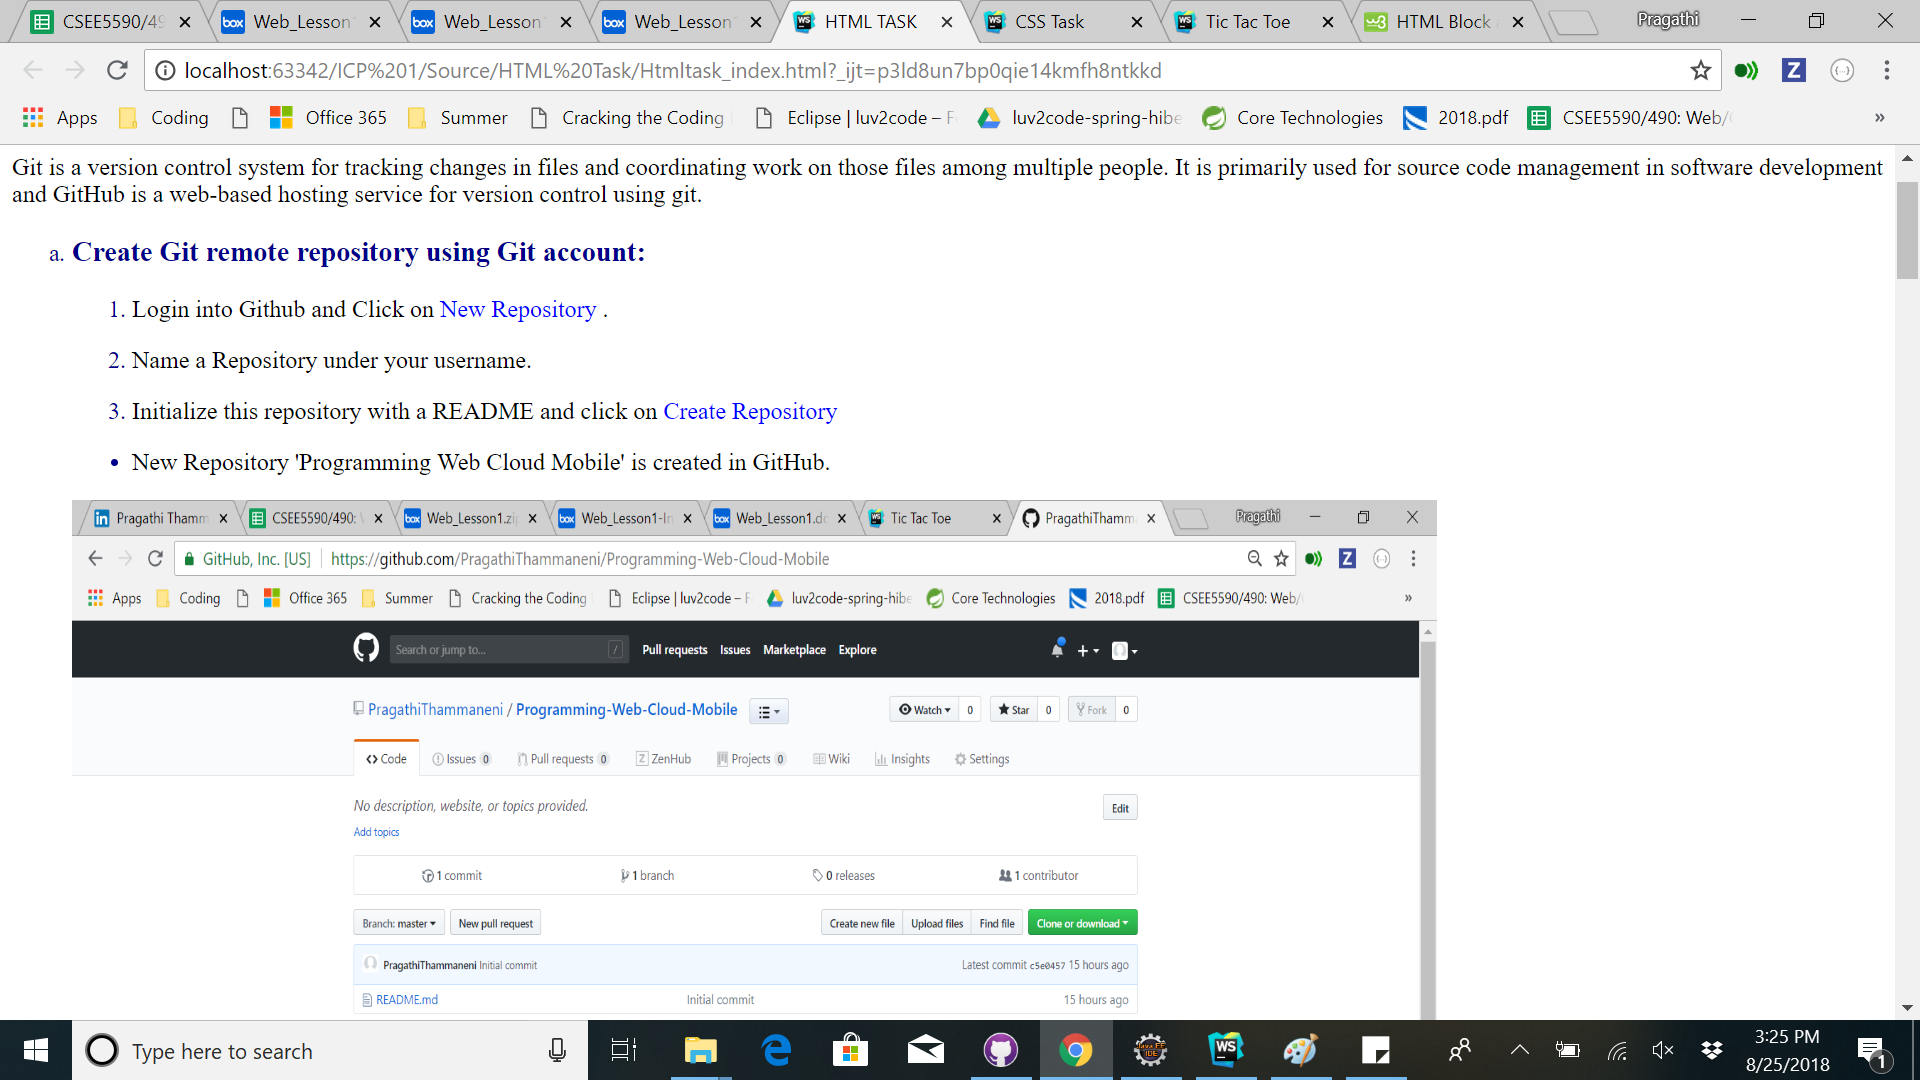 CSEE5590/49
Web_Lesson
Web_Lesson
Web_Lesson
HTML TASK
CSS Task
Tic Tac Toe
HTML Block
Pragathi
localhost:63342/ICP%201/Source/HTML%20Task/Htmltask_index.html?_ijt=p3ld8un7bp0qie14kmfh8ntkkd
Apps Coding Office 365 Summer Cracking the Coding Eclipse | luv2code – F luv2code-spring-hibe Core Technologies 2018.pdf CSEE5590/490: Web/ »
Git is a version control system for tracking changes in files and coordinating work on those files among multiple people. It is primarily used for source code management in software development
and GitHub is a web-based hosting service for version control using git.
a. Create Git remote repository using Git account:
1. Login into Github and Click on New Repository .
2. Name a Repository under your username.
3. Initialize this repository with a README and click on Create Repository
• New Repository 'Programming Web Cloud Mobile' is created in GitHub.
Pragathi Thamm CSEE5590/490: Web_Lesson1.zip Web_Lesson1-In Web_Lesson1.do Tic Tac Toe PragathiThamm Pragathi
GitHub, Inc. [US] https://github.com/PragathiThammaneni/Programming-Web-Cloud-Mobile
Apps Coding Office 365 Summer Cracking the Coding Eclipse | luv2code – F luv2code-spring-hibe Core Technologies 2018.pdf CSEE5590/490: Web/ »
Search or jump to... / Pull requests Issues Marketplace Explore
PragathiThammaneni / Programming-Web-Cloud-Mobile Watch 0 Star 0 Fork 0
Code Issues 0 Pull requests 0 ZenHub Projects 0 Wiki Insights Settings
No description, website, or topics provided. Edit
Add topics
1 commit 1 branch 0 releases 1 contributor
Branch: master New pull request Create new file Upload files Find file Clone or download
PragathiThammaneni Initial commit Latest commit c5e0457 15 hours ago
README.md Initial commit 15 hours ago
Type here to search
3:25 PM
8/25/2018
1